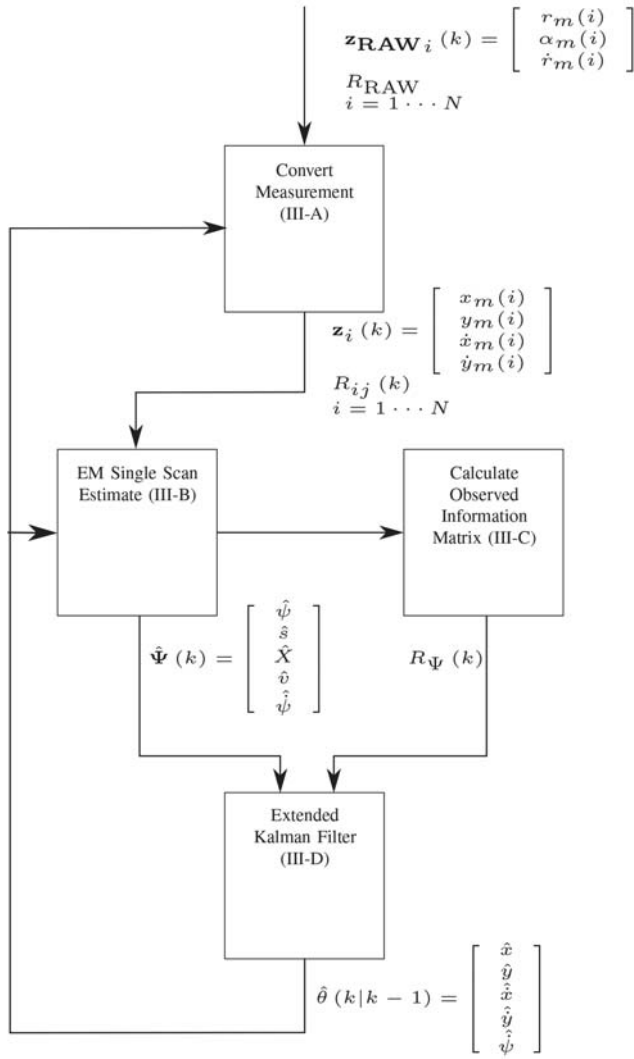 𝐳_RAW i (k) = [ r_m(i)
α_m(i)
ṙ_m(i) ]
R_RAW
i = 1 · · · N
Convert
Measurement
(III-A)
𝐳_i (k) = [ x_m(i)
y_m(i)
ẋ_m(i)
ẏ_m(i) ]
R_ij (k)
i = 1 · · · N
EM Single Scan
Estimate (III-B)
Calculate
Observed
Information
Matrix (III-C)
𝚿̂ (k) = [ ψ̂
ŝ
X̂
v̂
ψ̇̂ ]
R_Ψ (k)
Extended
Kalman Filter
(III-D)
θ̂ (k|k − 1) = [ x̂
ŷ
ẋ̂
ẏ̂
ψ̇̂ ]